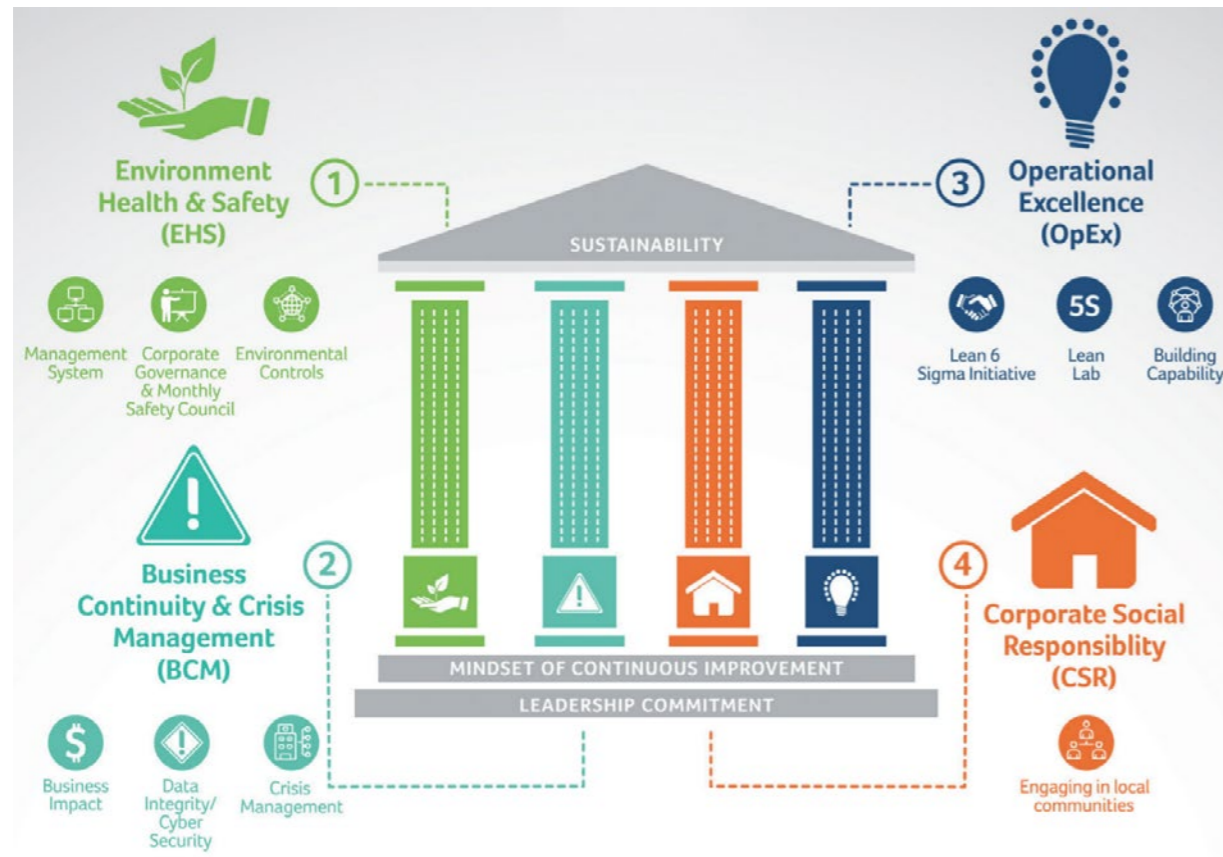 Environment
Health & Safety
(EHS)
1
Management
System
Corporate
Governance
& Monthly
Safety Council
Environmental
Controls
Business
Continuity & Crisis
Management
(BCM)
2
$
Business
Impact
Data
Integrity/
Cyber
Security
Crisis
Management
SUSTAINABILITY
MINDSET OF CONTINUOUS IMPROVEMENT
LEADERSHIP COMMITMENT
3
Operational
Excellence
(OpEx)
Lean 6
Sigma Initiative
5S
Lean
Lab
Building
Capability
4
Corporate Social
Responsiblity
(CSR)
Engaging in local
communities